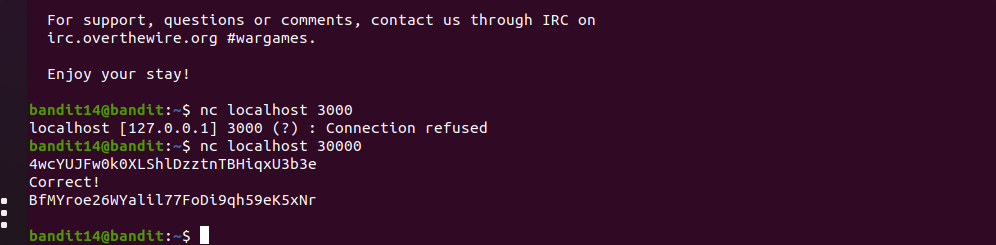 For support, questions or comments, contact us through IRC on
irc.overthewire.org #wargames.
Enjoy your stay!
bandit14@bandit:~$ nc localhost 3000
localhost [127.0.0.1] 3000 (?) : Connection refused
bandit14@bandit:~$ nc localhost 30000
4wcYUJFw0k0XLShlDzztnTBHiqxU3b3e
Correct!
BfMYroe26WYalil77FoDi9qh59eK5xNr
bandit14@bandit:~$